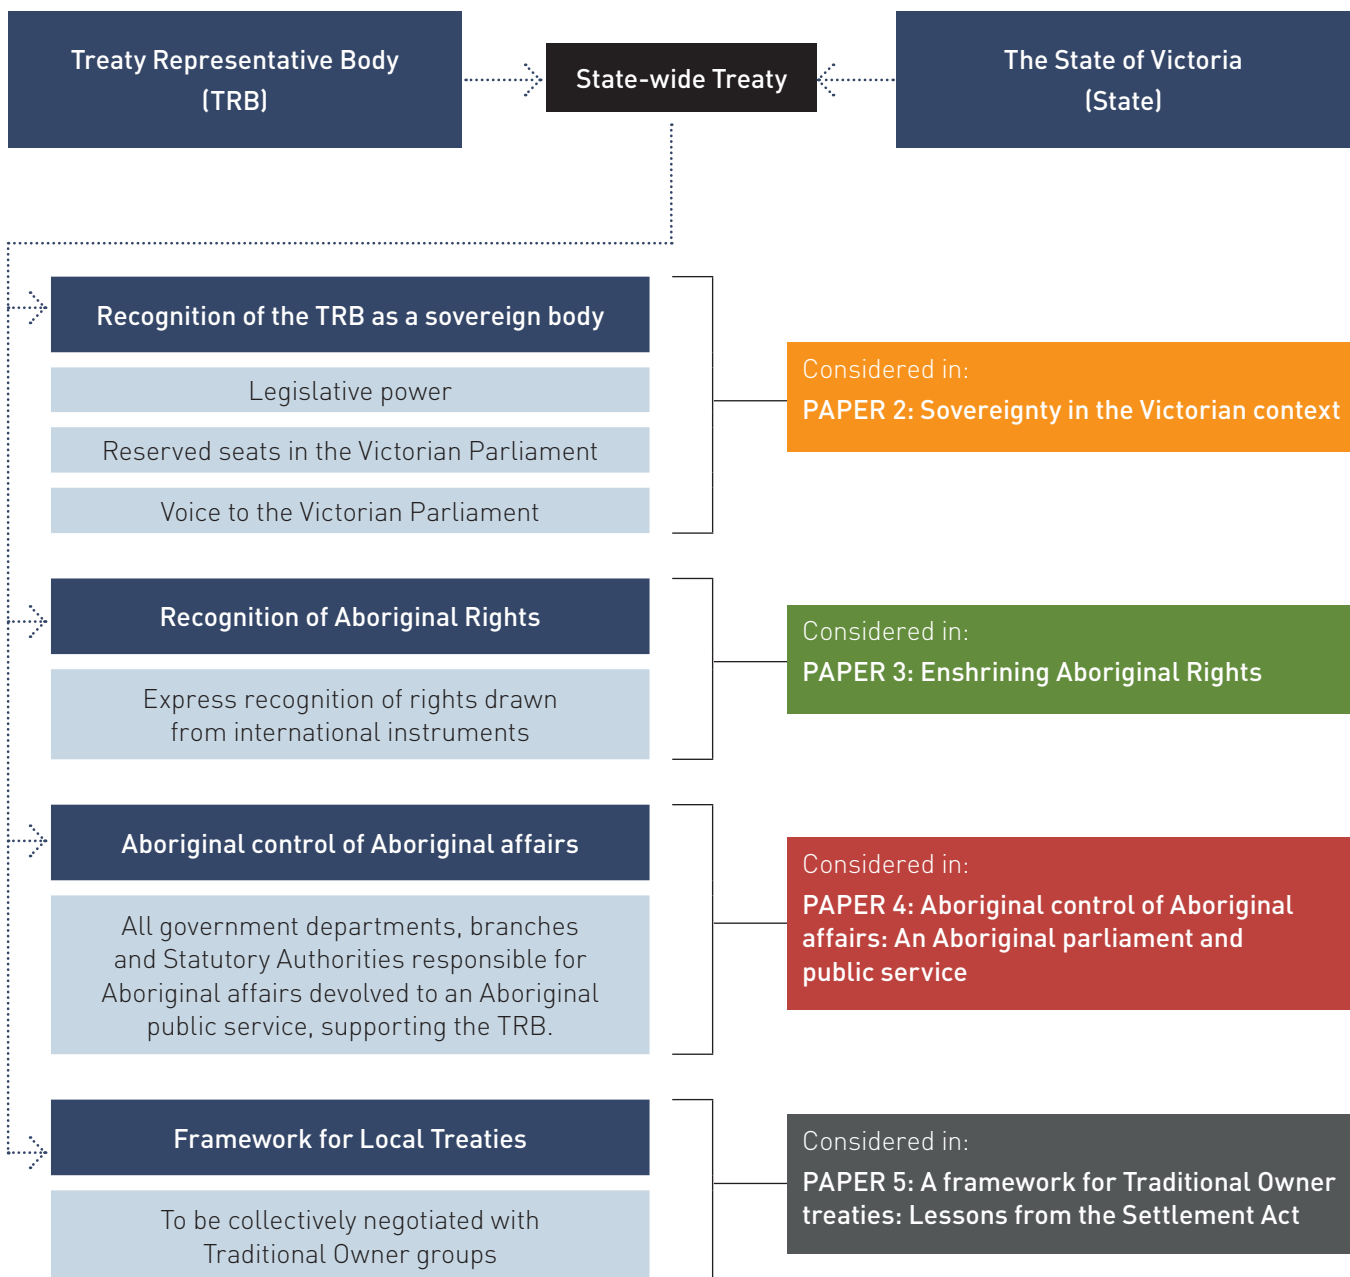 Treaty Representative Body
(TRB)
State-wide Treaty
The State of Victoria
(State)
Recognition of the TRB as a sovereign body
Legislative power
Reserved seats in the Victorian Parliament
Voice to the Victorian Parliament
Considered in:
PAPER 2: Sovereignty in the Victorian context
Recognition of Aboriginal Rights
Express recognition of rights drawn
from international instruments
Considered in:
PAPER 3: Enshrining Aboriginal Rights
Aboriginal control of Aboriginal affairs
All government departments, branches
and Statutory Authorities responsible for
Aboriginal affairs devolved to an Aboriginal
public service, supporting the TRB.
Considered in:
PAPER 4: Aboriginal control of Aboriginal
affairs: An Aboriginal parliament and
public service
Framework for Local Treaties
To be collectively negotiated with
Traditional Owner groups
Considered in:
PAPER 5: A framework for Traditional Owner
treaties: Lessons from the Settlement Act